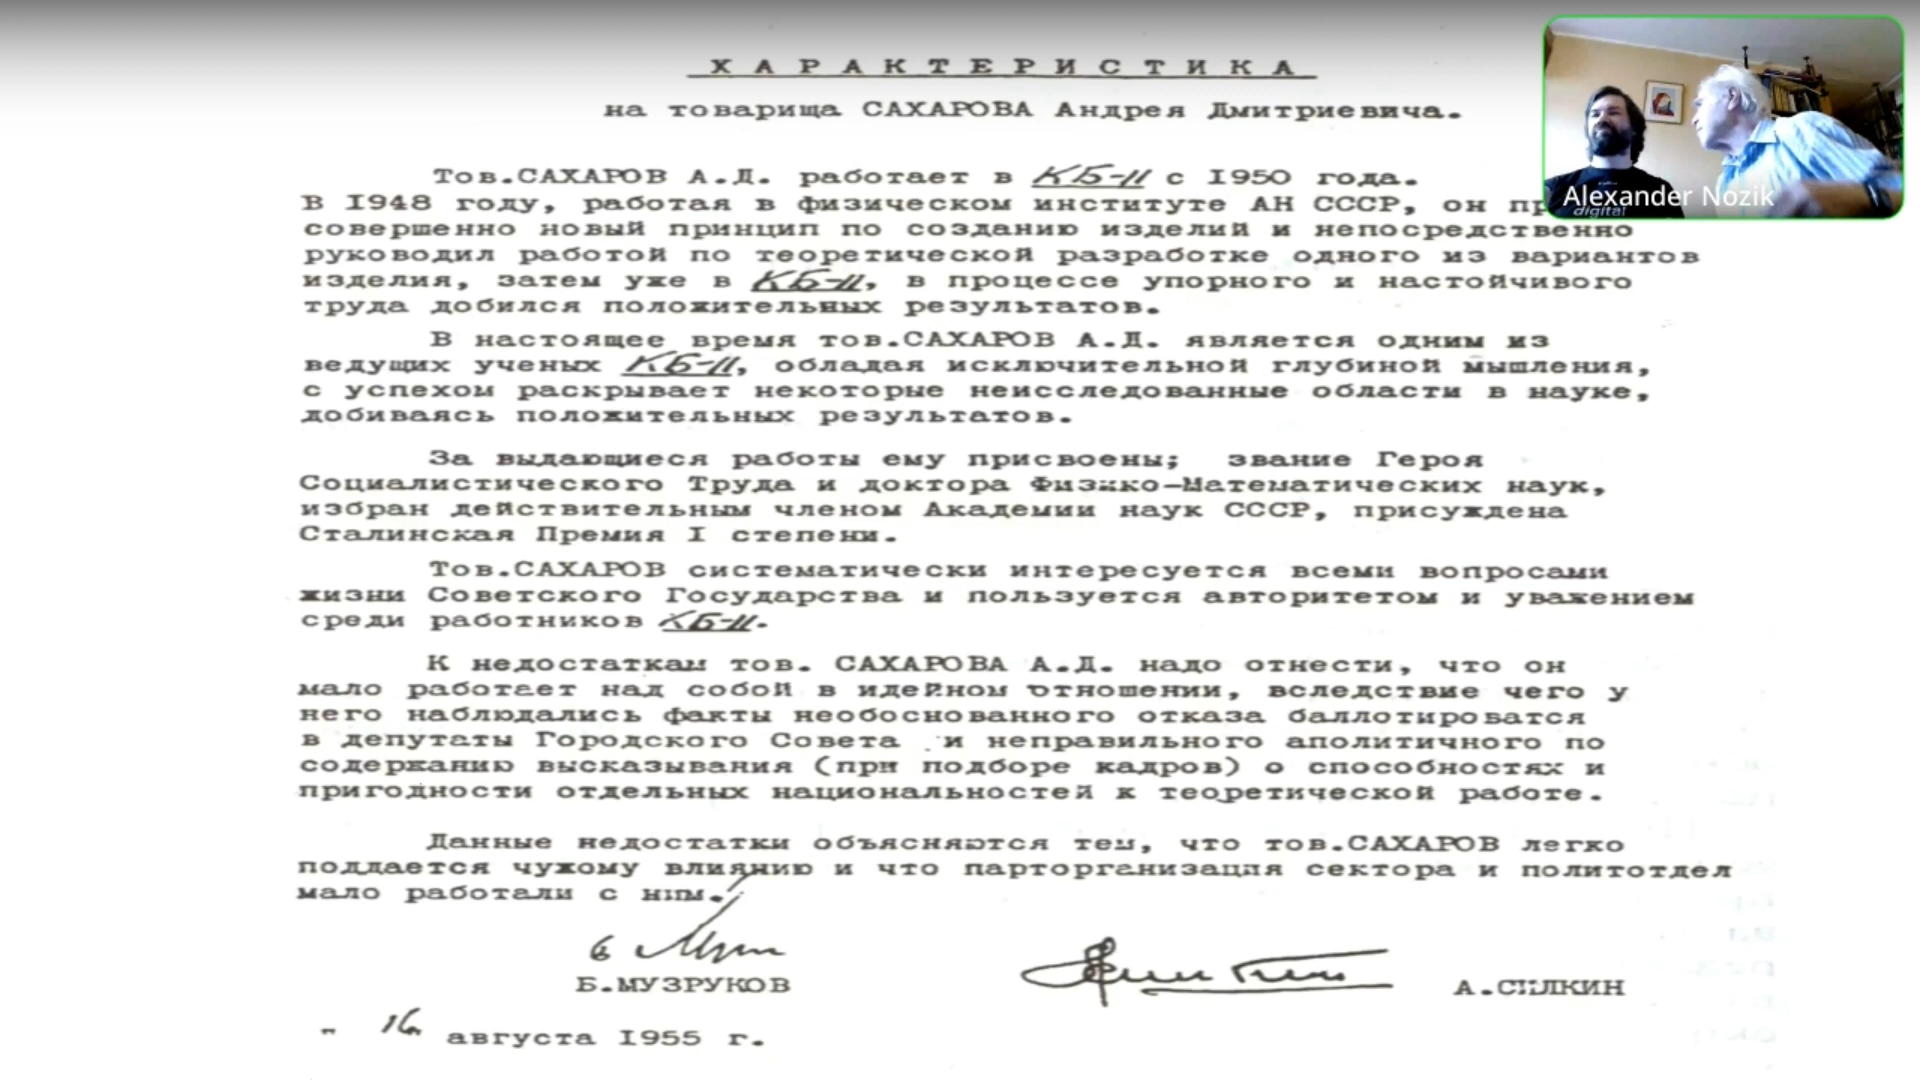 ХАРАКТЕРИСТИКА
на товарища САХАРОВА Андрея Дмитриевича.
Тов.САХАРОВ А.Д. работает в КБ-11 с 1950 года.
В 1948 году, работая в физическом институте АН СССР, он
совершенно новый принцип по созданию изделий и непосредственно
руководил работой по теоретической разработке одного из вариантов
изделия, затем уже в КБ-11, в процессе упорного и настойчивого
труда добился положительных результатов.
В настоящее время тов.САХАРОВ А.Д. является одним из
ведущих ученых КБ-11, обладая исключительной глубиной мышления,
с успехом раскрывает некоторые неисследованные области в науке,
добиваясь положительных результатов.
За выдающиеся работы ему присвоены; звание Героя
Социалистического Труда и доктора Физико-Математических наук,
избран действительным членом Академии наук СССР, присуждена
Сталинская Премия I степени.
Тов.САХАРОВ систематически интересуется всеми вопросами
жизни Советского Государства и пользуется авторитетом и уважением
среди работников КБ-11.
К недостаткам тов. САХАРОВА А.Д. надо отнести, что он
мало работает над собой в идейном отношении, вследствие чего у
него наблюдались факты необоснованного отказа баллотироватся
в депутаты Городского Совета и неправильного аполитичного по
содержанию высказывания (при подборе кадров) о способностях и
пригодности отдельных национальностей к теоретической работе.
Данные недостатки объясняются тем, что тов.САХАРОВ легко
поддается чужому влиянию и что парторганизация сектора и политотдел
мало работали с ним.
Б.МУЗРУКОВ
А.СИЛКИН
" 16 августа 1955 г.
Alexander Nozik
digital